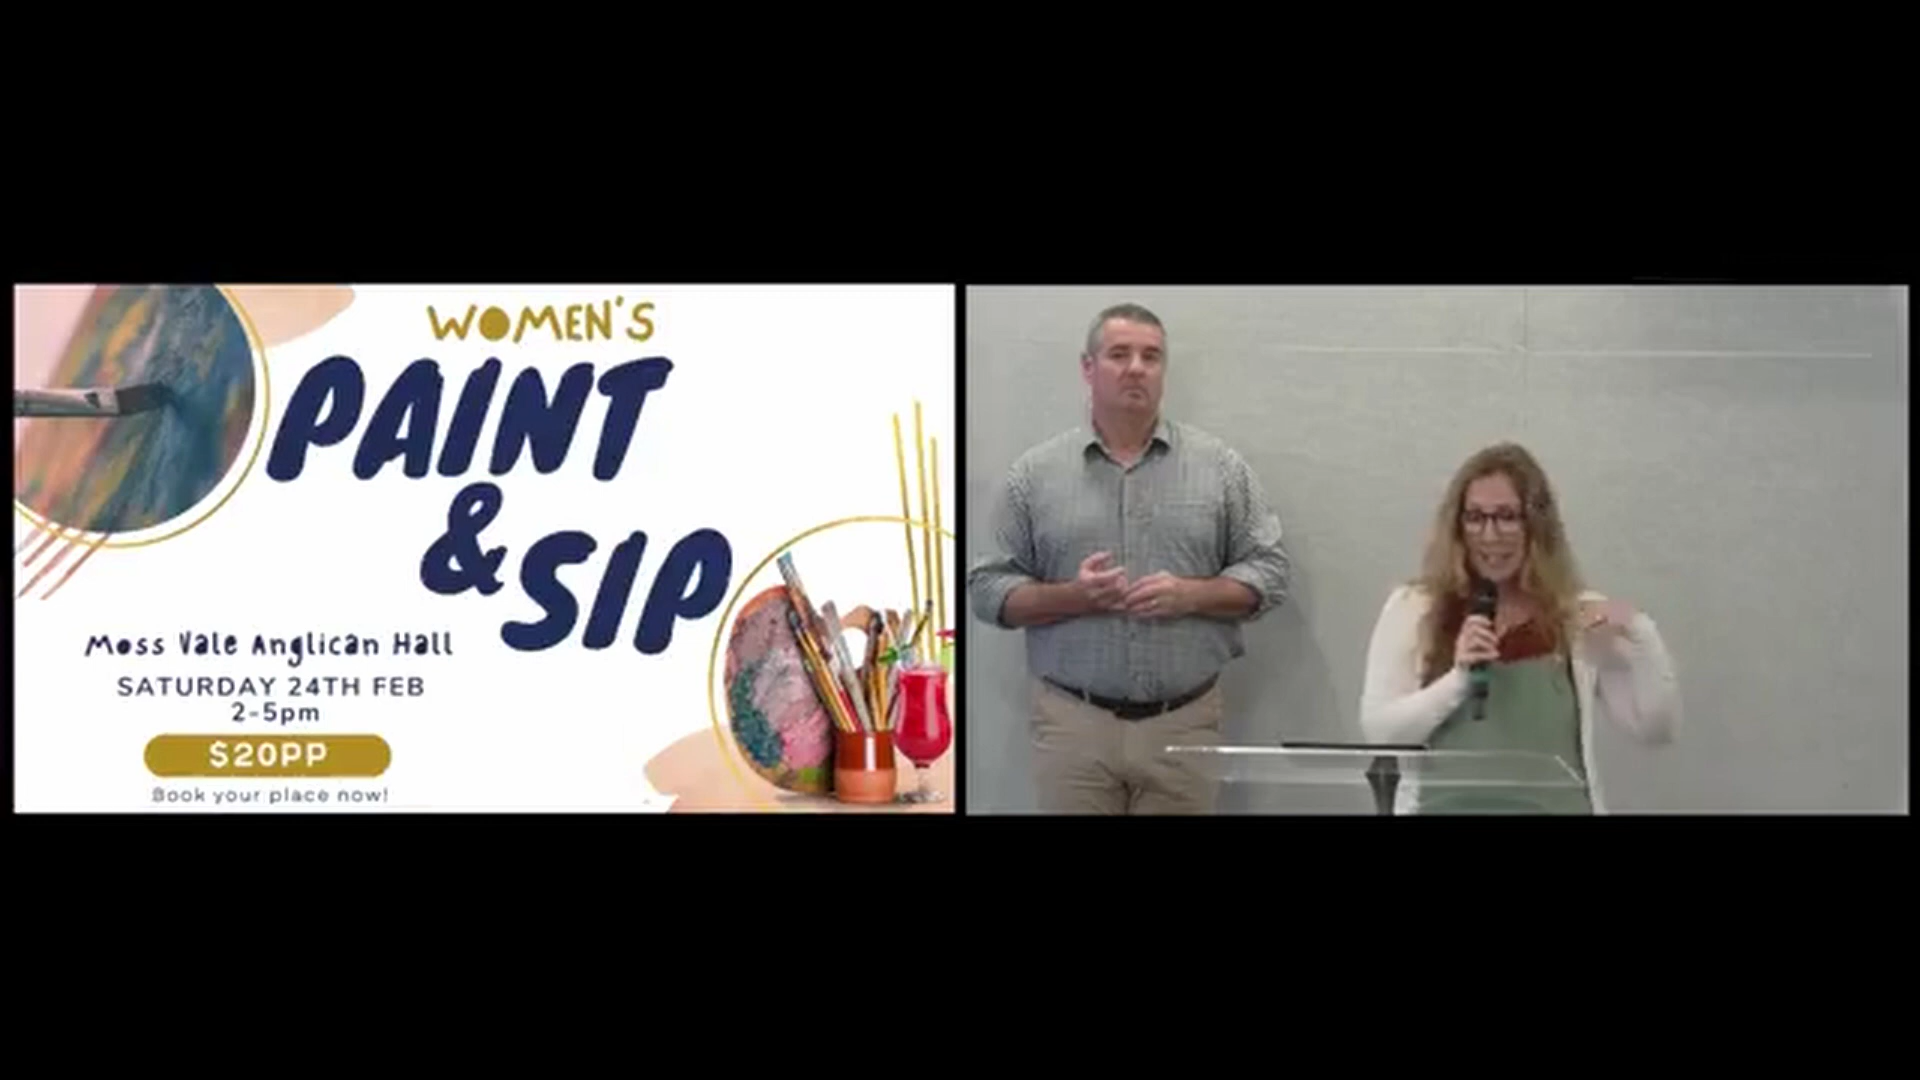 WOMEN'S
PAINT
& SIP
Moss Vale Anglican Hall
SATURDAY 24TH FEB
2-5pm
$20PP
Book your place now!